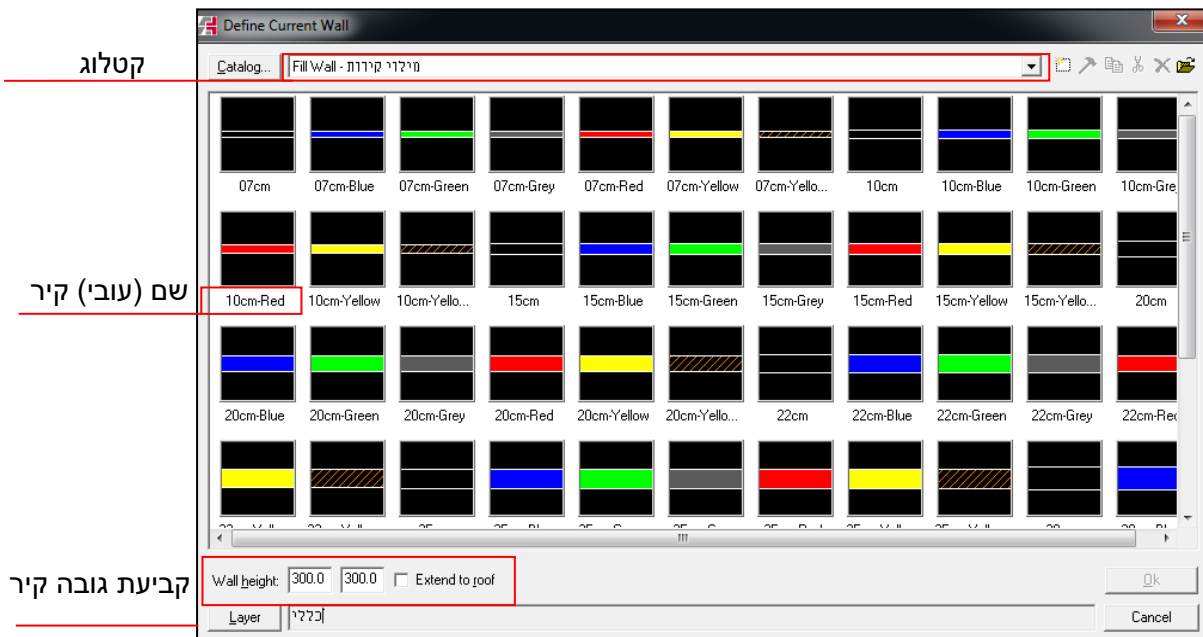 Define Current Wall
קטלוג
Catalog...
Fill Wall - מילוי קירות
07cm
07cm-Blue
07cm-Green
07cm-Grey
07cm-Red
07cm-Yellow
07cm-Yello...
10cm
10cm-Blue
10cm-Green
10cm-Gre
שם (עובי) קיר
10cm-Red
10cm-Yellow
10cm-Yello...
15cm
15cm-Blue
15cm-Green
15cm-Grey
15cm-Red
15cm-Yellow
15cm-Yello...
20cm
20cm-Blue
20cm-Green
20cm-Grey
20cm-Red
20cm-Yellow
20cm-Yello...
22cm
22cm-Blue
22cm-Green
22cm-Grey
22cm-Red
קביעת גובה קיר
Wall height: 300.0 300.0 Extend to roof
Ok
Layer
כללי
Cancel